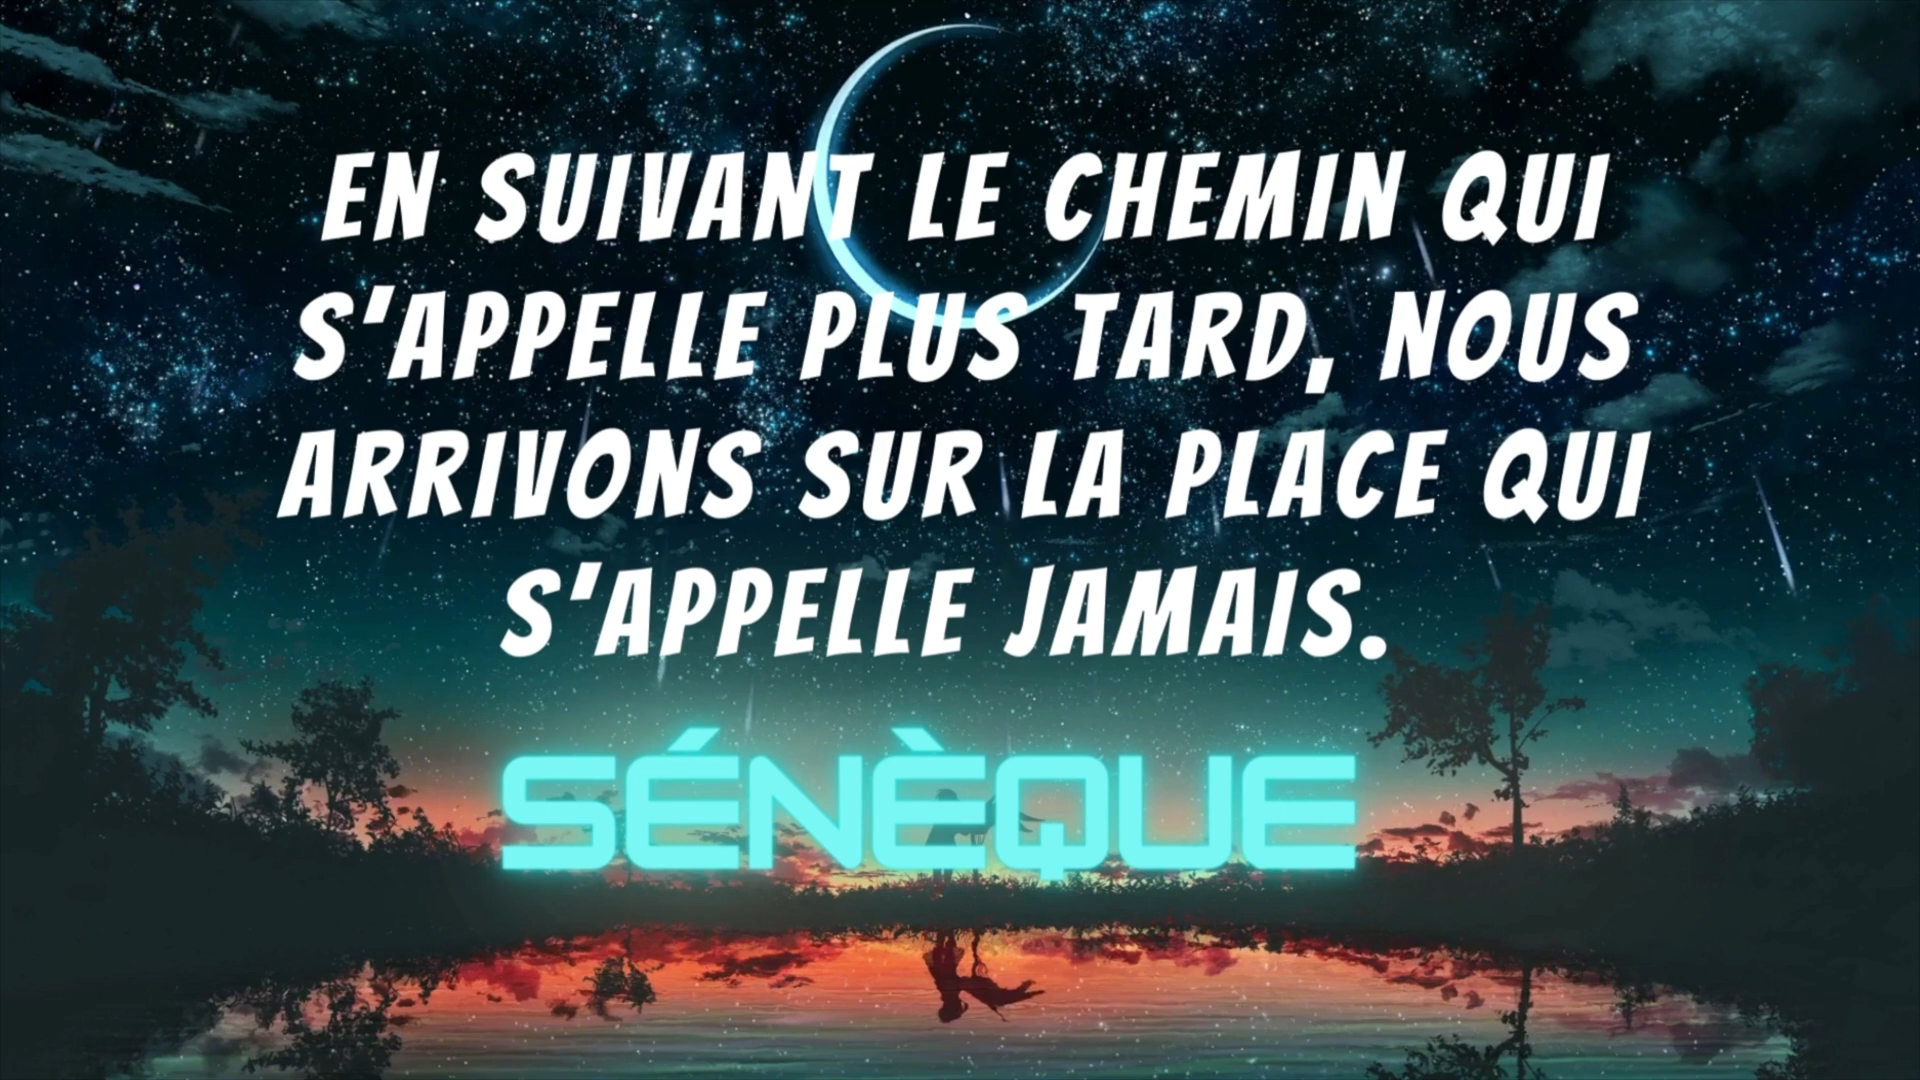 EN SUIVANT LE CHEMIN QUI
S'APPELLE PLUS TARD, NOUS
ARRIVONS SUR LA PLACE QUI
S'APPELLE JAMAIS.
SÉNÈQUE